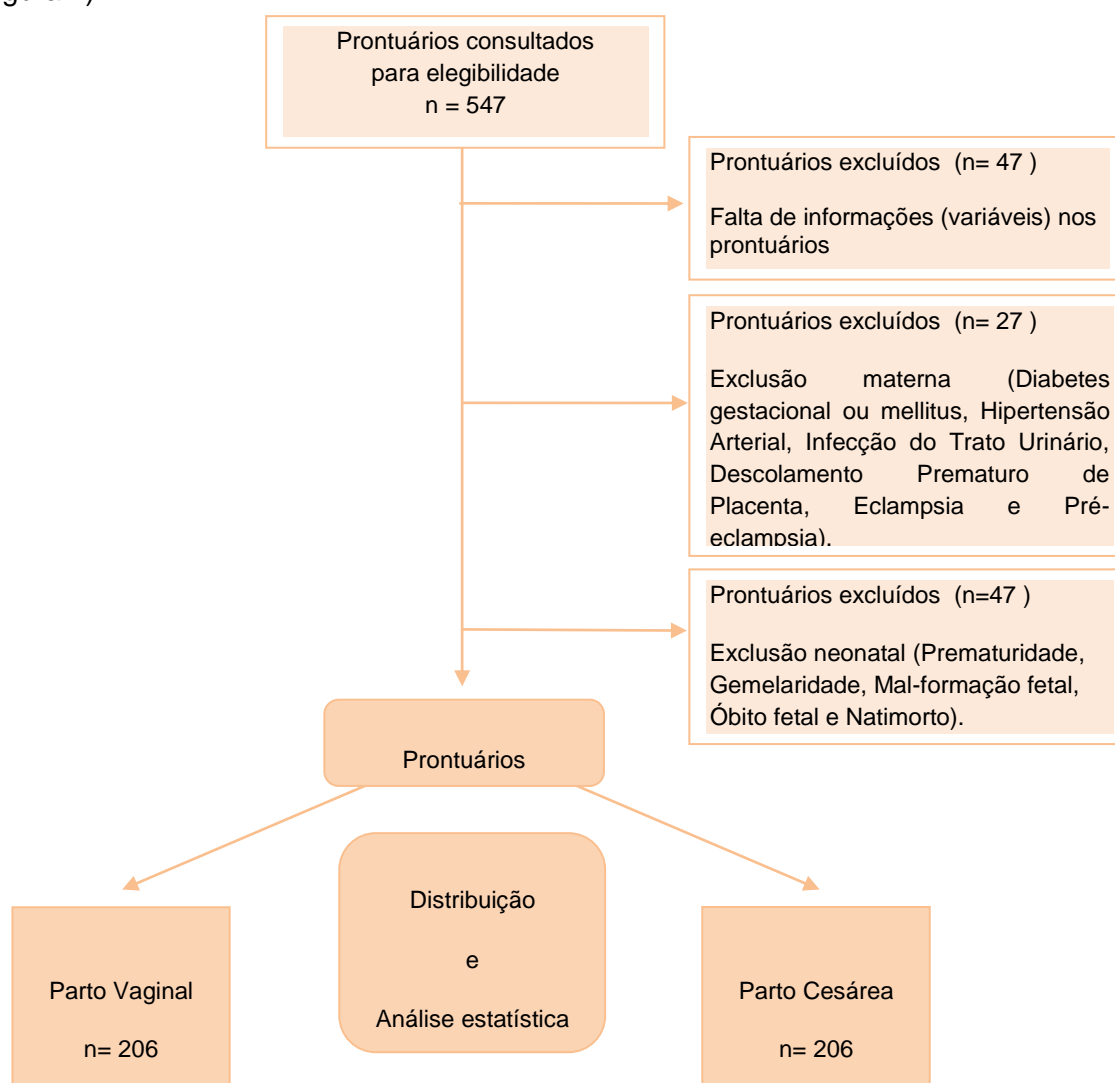 Prontuários consultados
para elegibilidade
n = 547
Prontuários excluídos (n= 47 )
Falta de informações (variáveis) nos
prontuários
Prontuários excluídos (n= 27 )
Exclusão materna (Diabetes
gestacional ou mellitus, Hipertensão
Arterial, Infecção do Trato Urinário,
Descolamento Prematuro de
Placenta, Eclampsia e Pré-
eclampsia).
Prontuários excluídos (n=47 )
Exclusão neonatal (Prematuridade,
Gemelaridade, Mal-formação fetal,
Óbito fetal e Natimorto).
Prontuários
Distribuição
e
Análise estatística
Parto Vaginal
n= 206
Parto Cesárea
n= 206